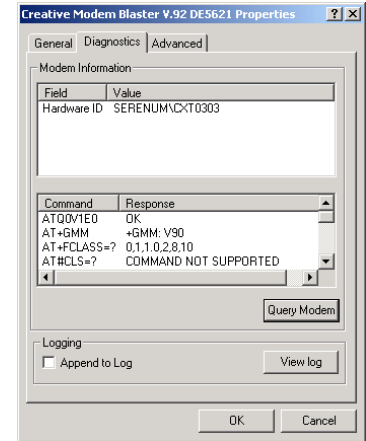 Creative Modem Blaster V.92 DE5621 Properties
General Diagnostics Advanced
Modem Information
Field Value
Hardware ID SERENUM\CXT0303
Command Response
ATQ0V1E0 OK
AT+GMM +GMM: V90
AT+FCLASS=? 0,1,1.0,2,8,10
AT#CLS=? COMMAND NOT SUPPORTED
Query Modem
Logging
Append to Log View log
OK Cancel